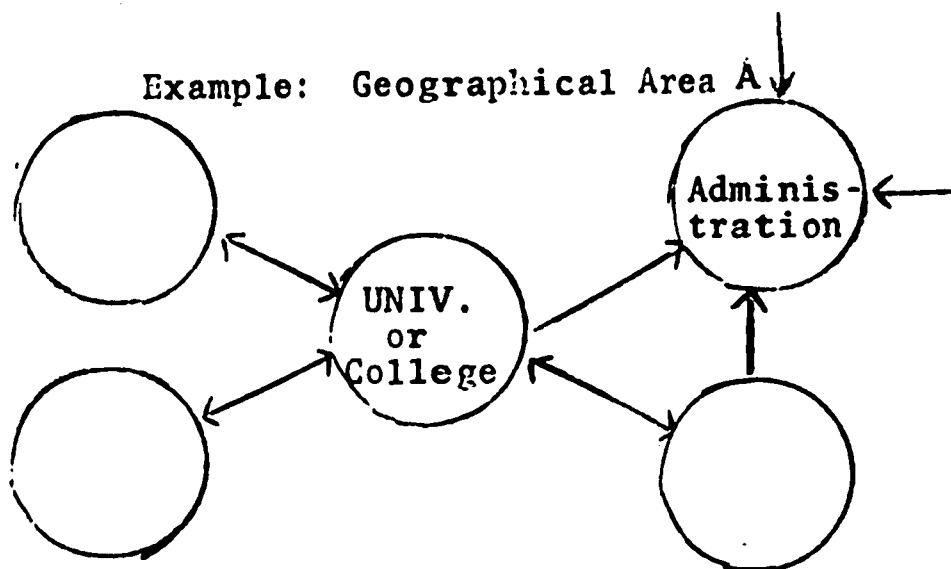 Example: Geographical Area A
Adminis-
tration
UNIV.
or
College